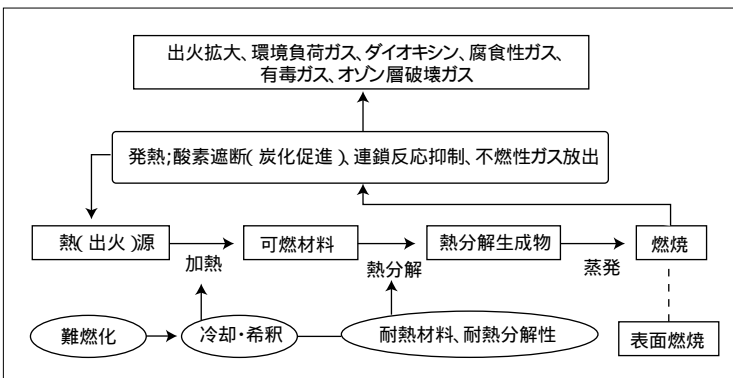 出火拡大、環境負荷ガス、ダイオキシン、腐食性ガス、
有毒ガス、オゾン層破壊ガス
発熱;酸素遮断(炭化促進)、連鎖反応抑制、不燃性ガス放出
熱(出火)源
加熱
可燃材料
熱分解
熱分解生成物
蒸発
燃焼
難燃化
冷却・希釈
耐熱材料、耐熱分解性
表面燃焼